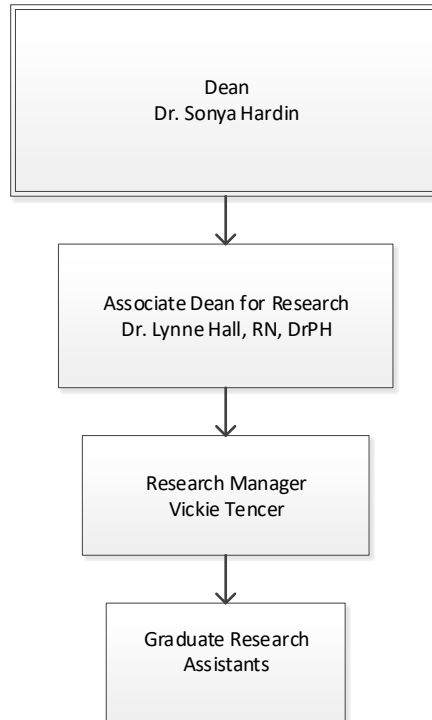 Dean
Dr. Sonya Hardin
Associate Dean for Research
Dr. Lynne Hall, RN, DrPH
Research Manager
Vickie Tencer
Graduate Research
Assistants